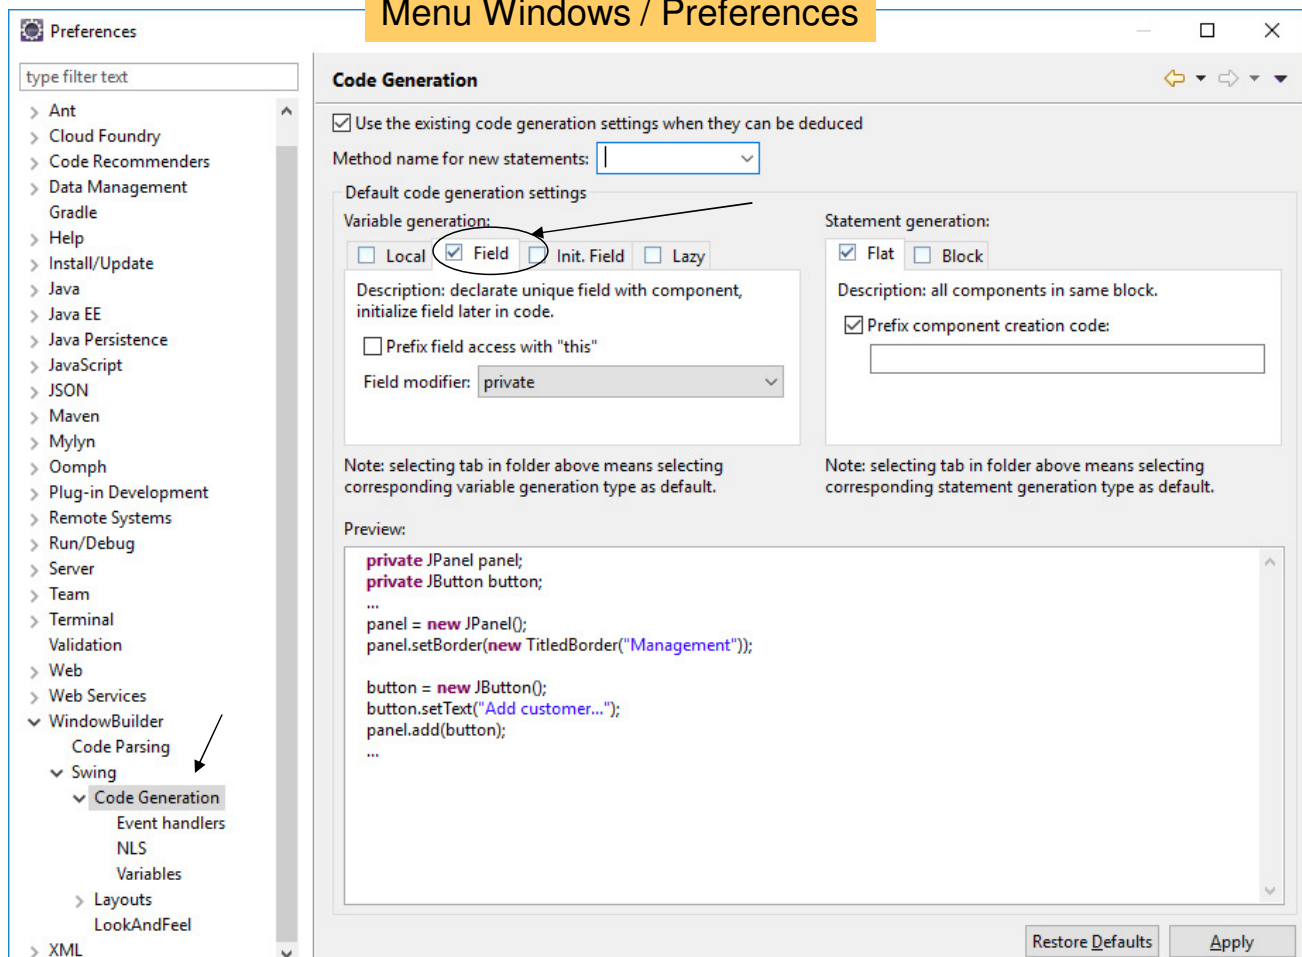 Menu Windows / Preferences
Preferences
type filter text
Ant
Cloud Foundry
Code Recommenders
Data Management
Gradle
Help
Install/Update
Java
Java EE
Java Persistence
JavaScript
JSON
Maven
Mylyn
Oomph
Plug-in Development
Remote Systems
Run/Debug
Server
Team
Terminal
Validation
Web
Web Services
WindowBuilder
Code Parsing
Swing
Code Generation
Event handlers
NLS
Variables
Layouts
LookAndFeel
XML
Code Generation
Use the existing code generation settings when they can be deduced
Method name for new statements:
Default code generation settings
Variable generation:
Local Field Init. Field Lazy
Description: declare unique field with component,
initialize field later in code.
Prefix field access with "this"
Field modifier: private
Note: selecting tab in folder above means selecting
corresponding variable generation type as default.
Statement generation:
Flat Block
Description: all components in same block.
Prefix component creation code:
Note: selecting tab in folder above means selecting
corresponding statement generation type as default.
Preview:
private JPanel panel;
private JButton button;
...
panel = new JPanel();
panel.setBorder(new TitledBorder("Management"));
button = new JButton();
button.setText("Add customer...");
panel.add(button);
...
Restore Defaults Apply